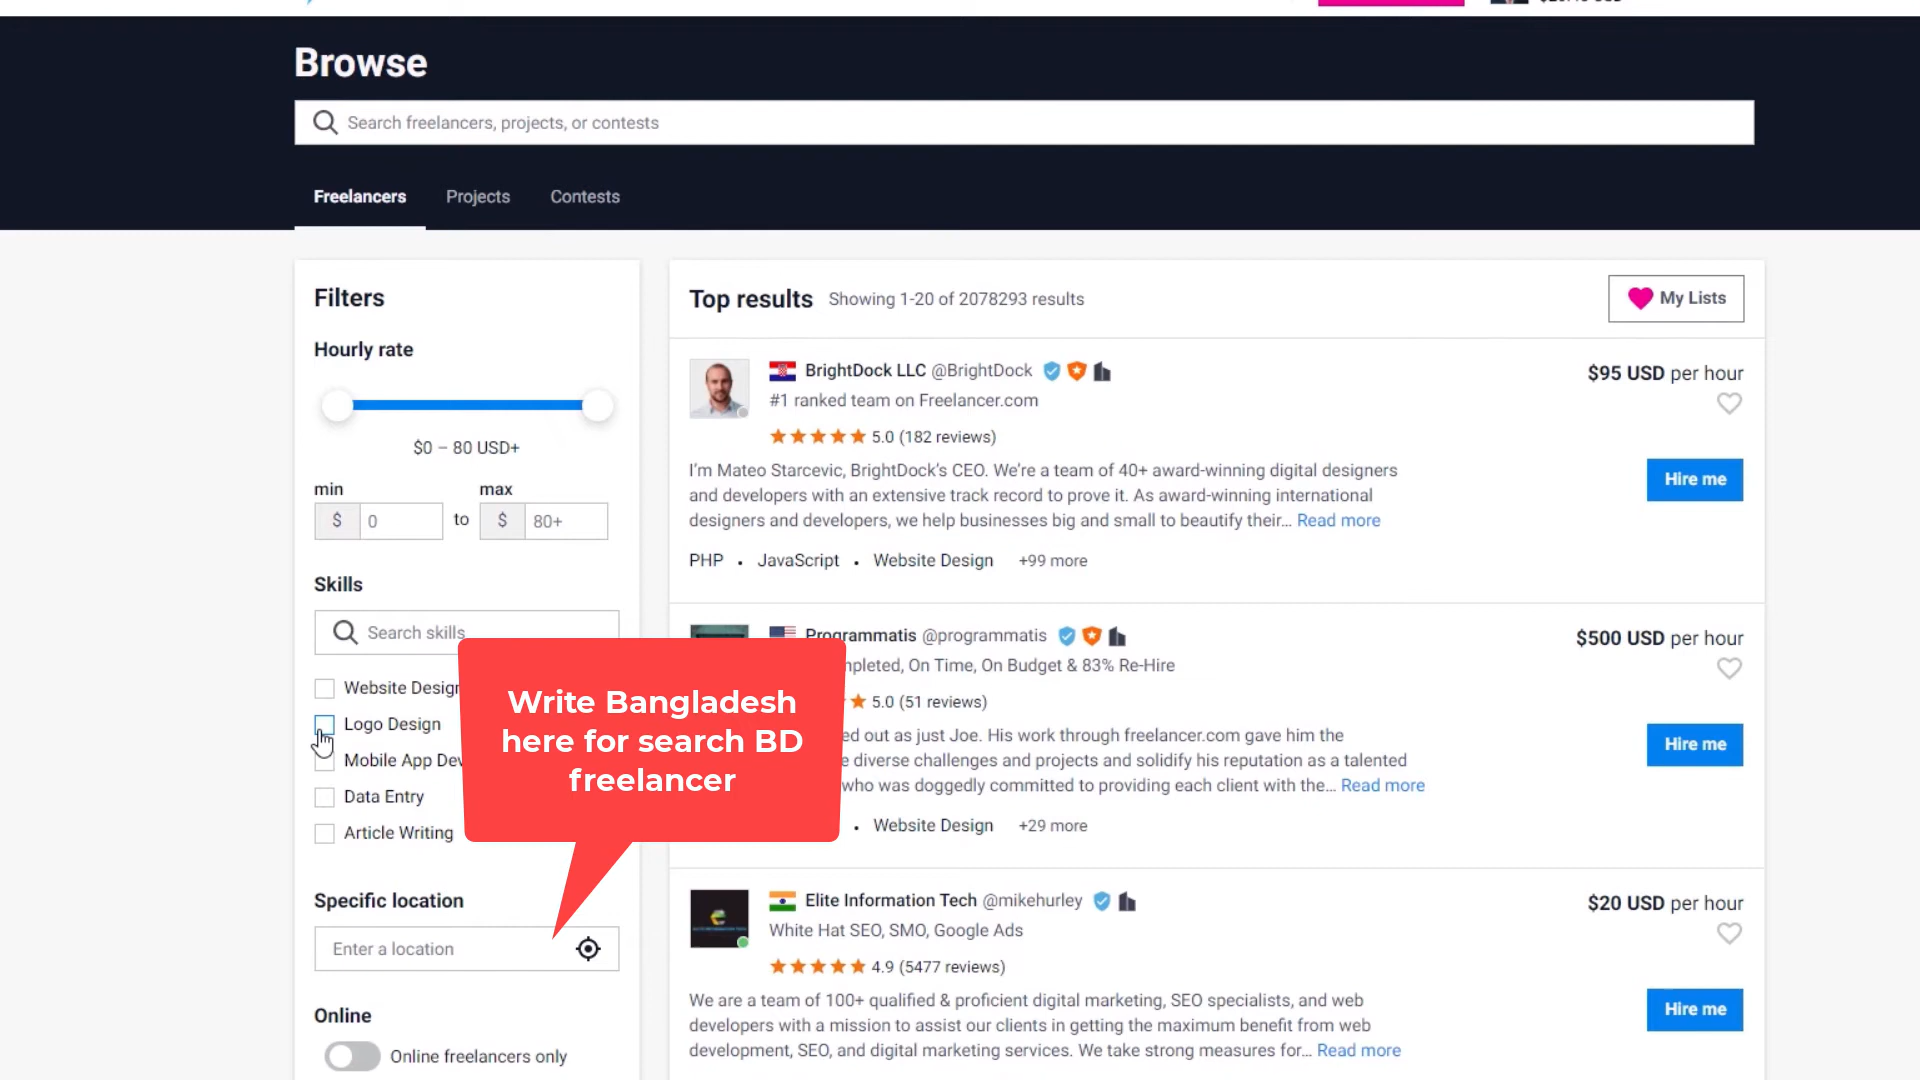 Browse
Search freelancers, projects, or contests
Freelancers
Projects
Contests
Filters
Hourly rate
$0 – 80 USD+
min
max
$ 0 to $ 80+
Skills
Search skills
Website Design
Logo Design
Mobile App Dev
Data Entry
Article Writing
Specific location
Enter a location
Online
Online freelancers only
Write Bangladesh
here for search BD
freelancer
Top results Showing 1-20 of 2078293 results
My Lists
BrightDock LLC @BrightDock
$95 USD per hour
#1 ranked team on Freelancer.com
5.0 (182 reviews)
I’m Mateo Starcevic, BrightDock’s CEO. We’re a team of 40+ award-winning digital designers
and developers with an extensive track record to prove it. As award-winning international
designers and developers, we help businesses big and small to beautify their... Read more
Hire me
PHP • JavaScript • Website Design +99 more
Programmatis @programmatis
$500 USD per hour
On Time, On Budget & 83% Re-Hire
5.0 (51 reviews)
out as just Joe. His work through freelancer.com gave him the
diverse challenges and projects and solidify his reputation as a talented
who was doggedly committed to providing each client with the... Read more
Hire me
• Website Design +29 more
Elite Information Tech @mikehurley
$20 USD per hour
White Hat SEO, SMO, Google Ads
4.9 (5477 reviews)
We are a team of 100+ qualified & proficient digital marketing, SEO specialists, and web
developers with a mission to assist our clients in getting the maximum benefit from web
development, SEO, and digital marketing services. We take strong measures for... Read more
Hire me